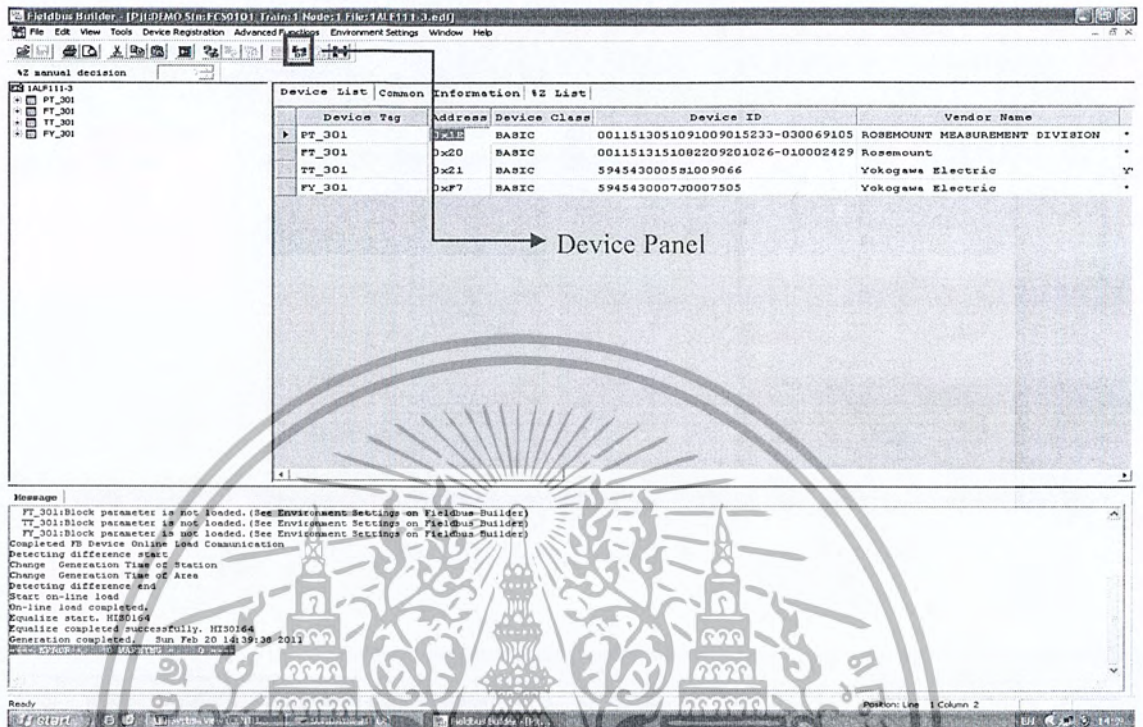 Fieldbus Builder - [Pjt:DEMO Stn:FCS0101 Train:1 Node:1 File:1ALF111-3.edf]
File Edit View Tools Device Registration Advanced Functions Environment Settings Window Help
%Z manual decision
1ALF111-3
PT_301
FT_301
TT_301
FY_301
Device List Common Information %Z List
Device Tag Address Device Class Device ID Vendor Name
PT_301 BASIC 0011513051091009015233-030069105 ROSEMOUNT MEASUREMENT DIVISION
FT_301 0x20 BASIC 0011513151082209201026-010002429 Rosemount
TT_301 0x21 BASIC 5945430005S1009066 Yokogawa Electric
FY_301 0xF7 BASIC 5945430007J0007505 Yokogawa Electric
Device Panel
Message
FT_301:Block parameter is not loaded.(See Environment Settings on Fieldbus Builder)
TT_301:Block parameter is not loaded.(See Environment Settings on Fieldbus Builder)
FY_301:Block parameter is not loaded.(See Environment Settings on Fieldbus Builder)
Completed FB Device Online Load Communication
Detecting difference start
Change Generation Time of Station
Change Generation Time of Area
Detecting difference end
Start on-line load
On-line load completed.
Equalize start. HIS0164
Equalize completed successfully. HIS0164
Generation completed. Sun Feb 20 14:39:38 2011
Ready Position: Line 1 Column 2
start EN